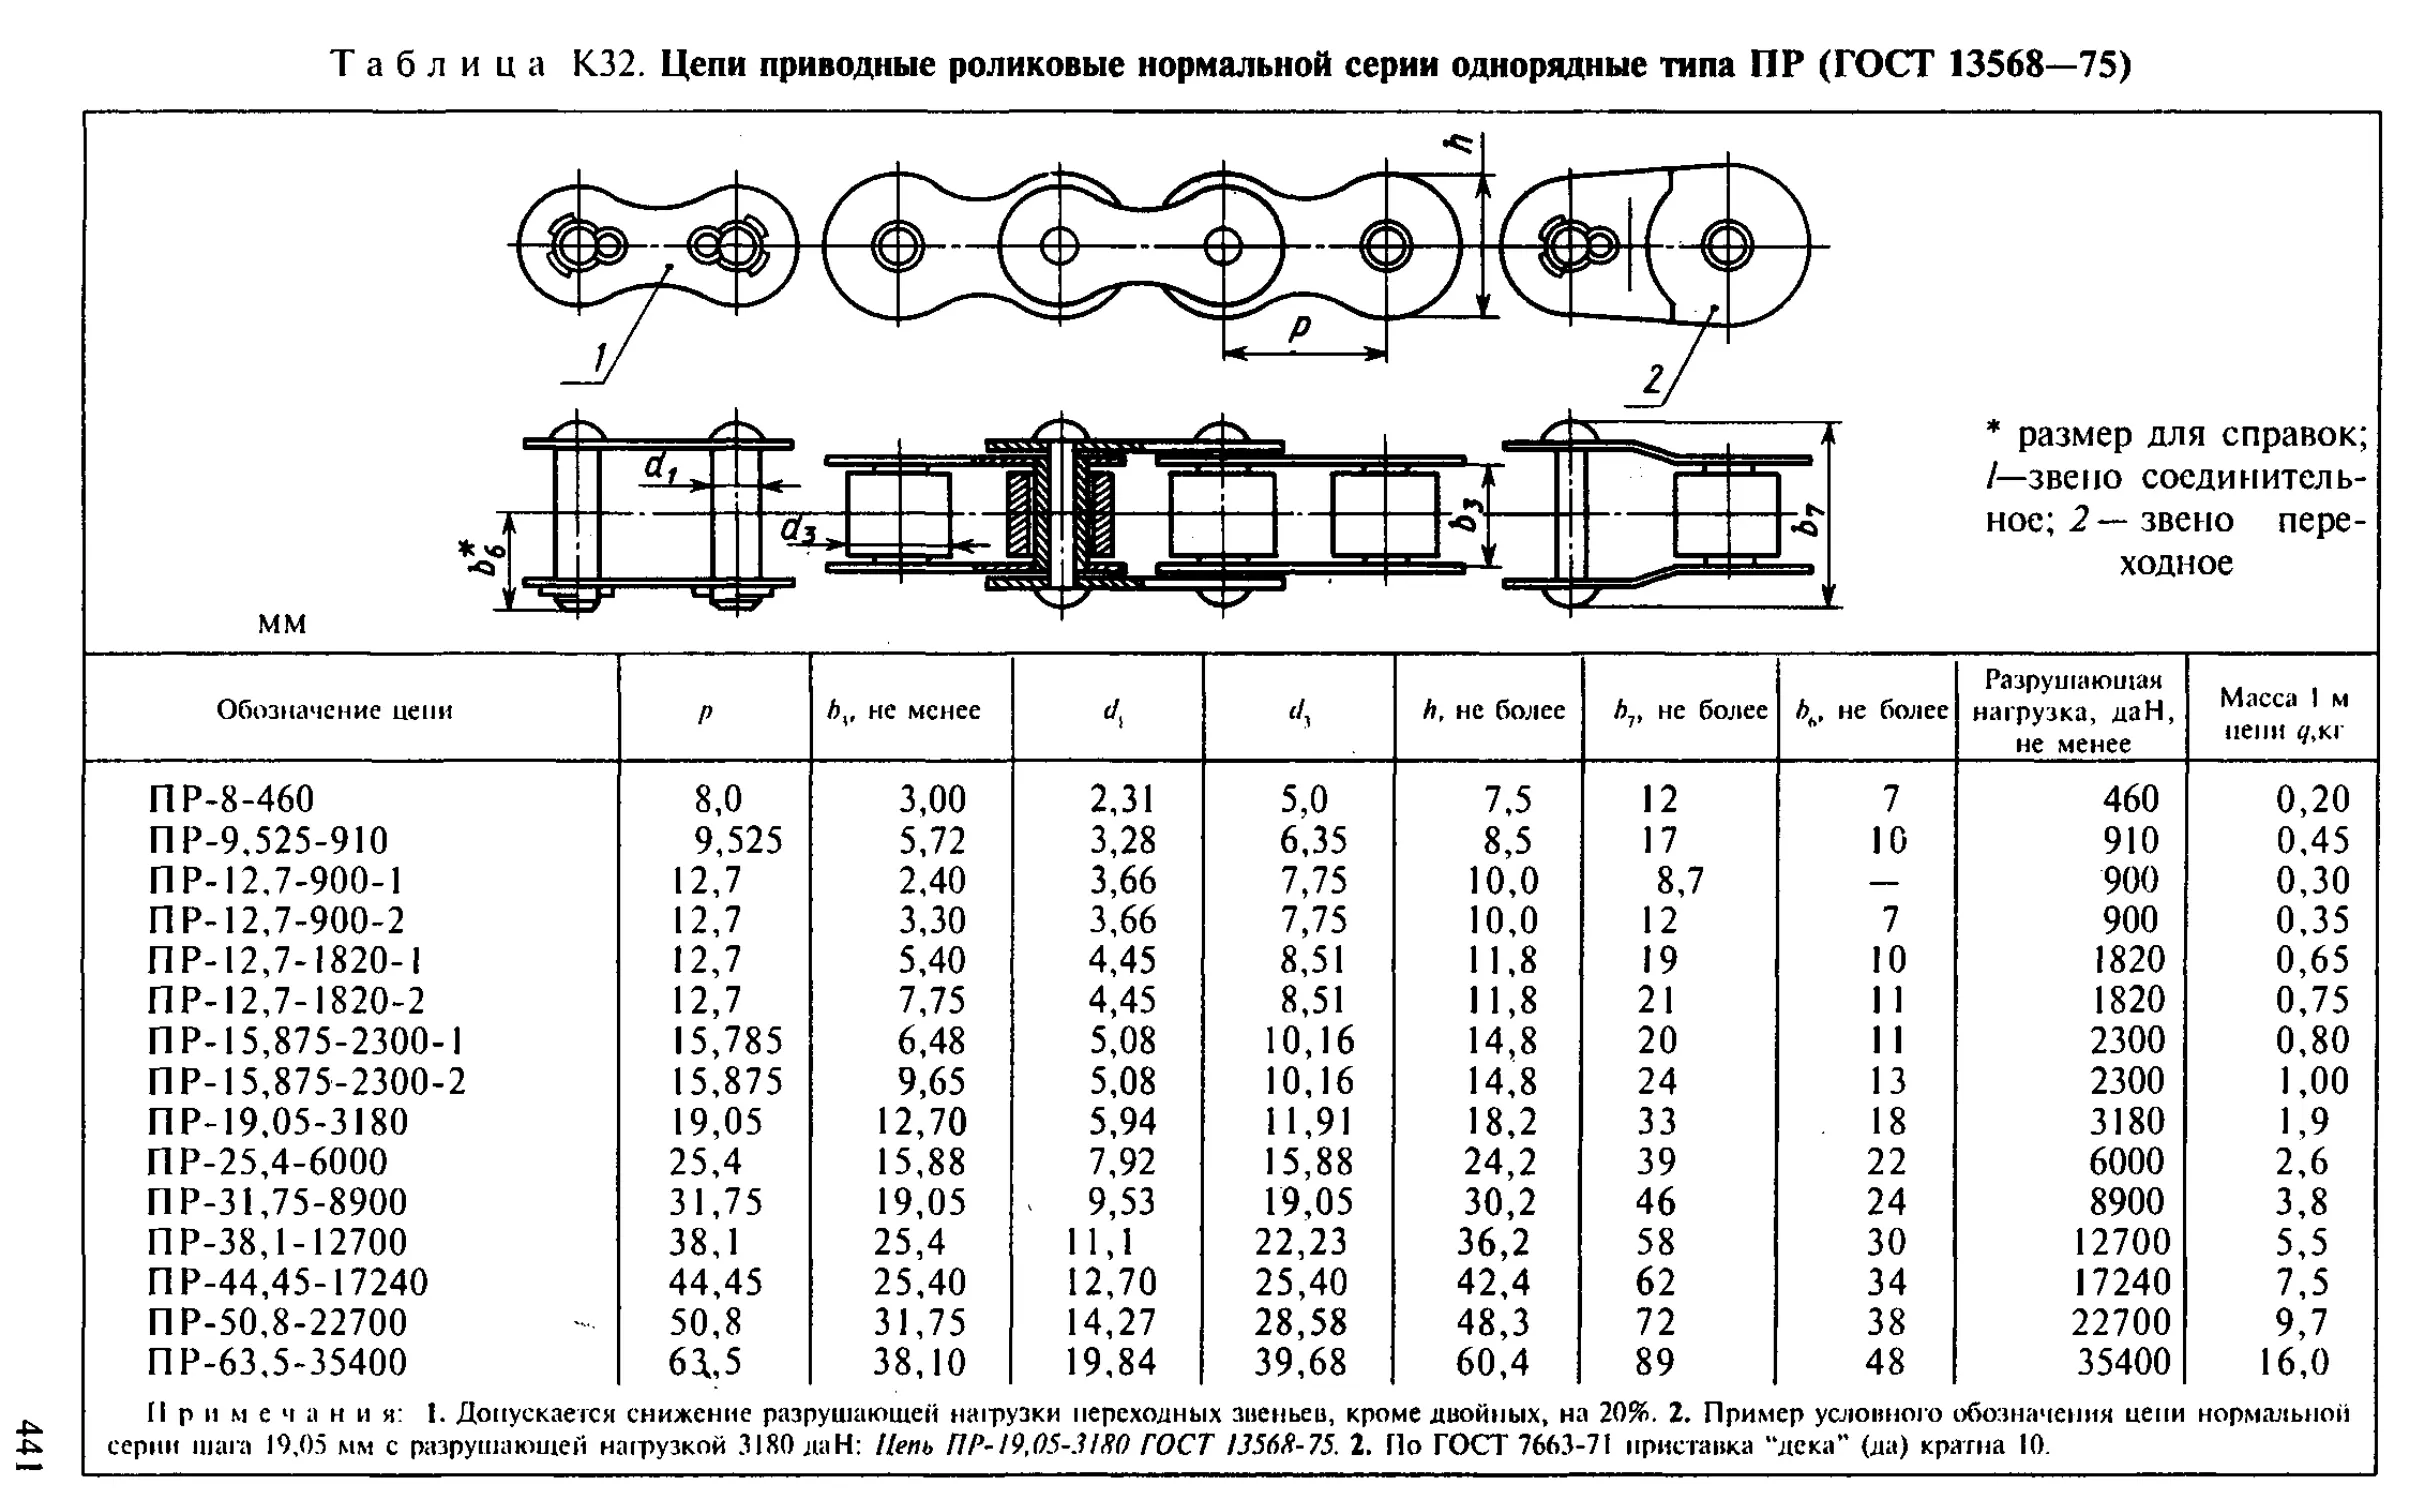 Таблица К32. Цепи приводные роликовые нормальной серии однорядные типа ПР (ГОСТ 13568—75)
h
p
1
2
d1
d3
b6*
b3
b7
* размер для справок;
1—звено соединитель-
ное; 2 — звено пере-
ходное
мм
Обозначение цепи p b3, не менее d1 d3 h, не более b7, не более b6, не более Разрушающая нагрузка, даН, не менее Масса 1 м цепи q,кг
ПР-8-460 8,0 3,00 2,31 5,0 7,5 12 7 460 0,20
ПР-9,525-910 9,525 5,72 3,28 6,35 8,5 17 10 910 0,45
ПР-12,7-900-1 12,7 2,40 3,66 7,75 10,0 8,7 — 900 0,30
ПР-12,7-900-2 12,7 3,30 3,66 7,75 10,0 12 7 900 0,35
ПР-12,7-1820-1 12,7 5,40 4,45 8,51 11,8 19 10 1820 0,65
ПР-12,7-1820-2 12,7 7,75 4,45 8,51 11,8 21 11 1820 0,75
ПР-15,875-2300-1 15,785 6,48 5,08 10,16 14,8 20 11 2300 0,80
ПР-15,875-2300-2 15,875 9,65 5,08 10,16 14,8 24 13 2300 1,00
ПР-19,05-3180 19,05 12,70 5,94 11,91 18,2 33 18 3180 1,9
ПР-25,4-6000 25,4 15,88 7,92 15,88 24,2 39 22 6000 2,6
ПР-31,75-8900 31,75 19,05 9,53 19,05 30,2 46 24 8900 3,8
ПР-38,1-12700 38,1 25,4 11,1 22,23 36,2 58 30 12700 5,5
ПР-44,45-17240 44,45 25,40 12,70 25,40 42,4 62 34 17240 7,5
ПР-50,8-22700 50,8 31,75 14,27 28,58 48,3 72 38 22700 9,7
ПР-63,5-35400 63,5 38,10 19,84 39,68 60,4 89 48 35400 16,0
Примечания: 1. Допускается снижение разрушающей нагрузки переходных звеньев, кроме двойных, на 20%. 2. Пример условного обозначения цепи нормальной
серии шага 19,05 мм с разрушающей нагрузкой 3180 даН: Цепь ПР-19,05-3180 ГОСТ 13568-75. 2. По ГОСТ 7663-71 приставка "дека" (да) кратна 10.
441